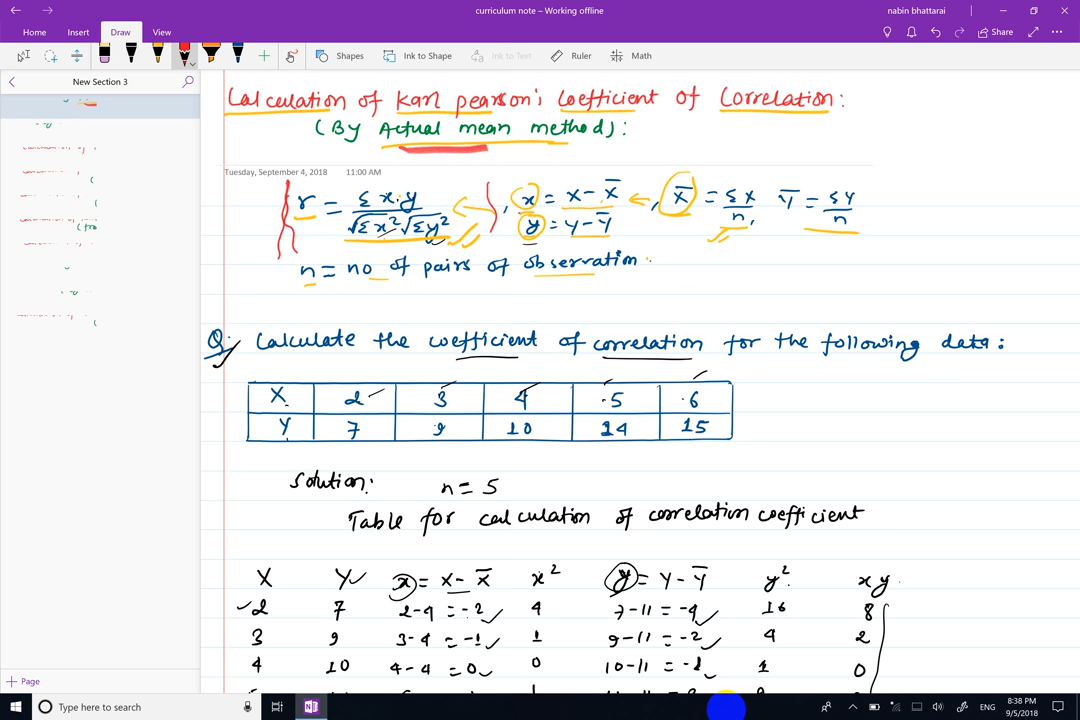 curriculum note – Working offline
nabin bhattarai
Home Insert Draw View
Share
Shapes Ink to Shape Ink to Text Ruler Math
New Section 3
Calculation of Karl pearson's Coefficient of Correlation:
(By Actual mean method):
Tuesday, September 4, 2018 11:00 AM
r = Σx.y / √Σx² √Σy² , x = X − X̅ , X̅ = ΣX / n, Y̅ = ΣY / n
y = Y − Y̅
n = no of pairs of observation.
Q. Calculate the coefficient of correlation for the following data:
X 2 3 4 5 6
Y 7 9 10 14 15
Solution: n = 5
Table for calculation of correlation coefficient
X Y x = X − X̅ x² y = Y − Y̅ y² xy
2 7 2-4 = -2 4 7-11 = -4 16 8
3 9 3-4 = -1 1 9-11 = -2 4 2
4 10 4-4 = 0 0 10-11 = -1 1 0
+ Page
Type here to search
ENG
8:38 PM
9/5/2018